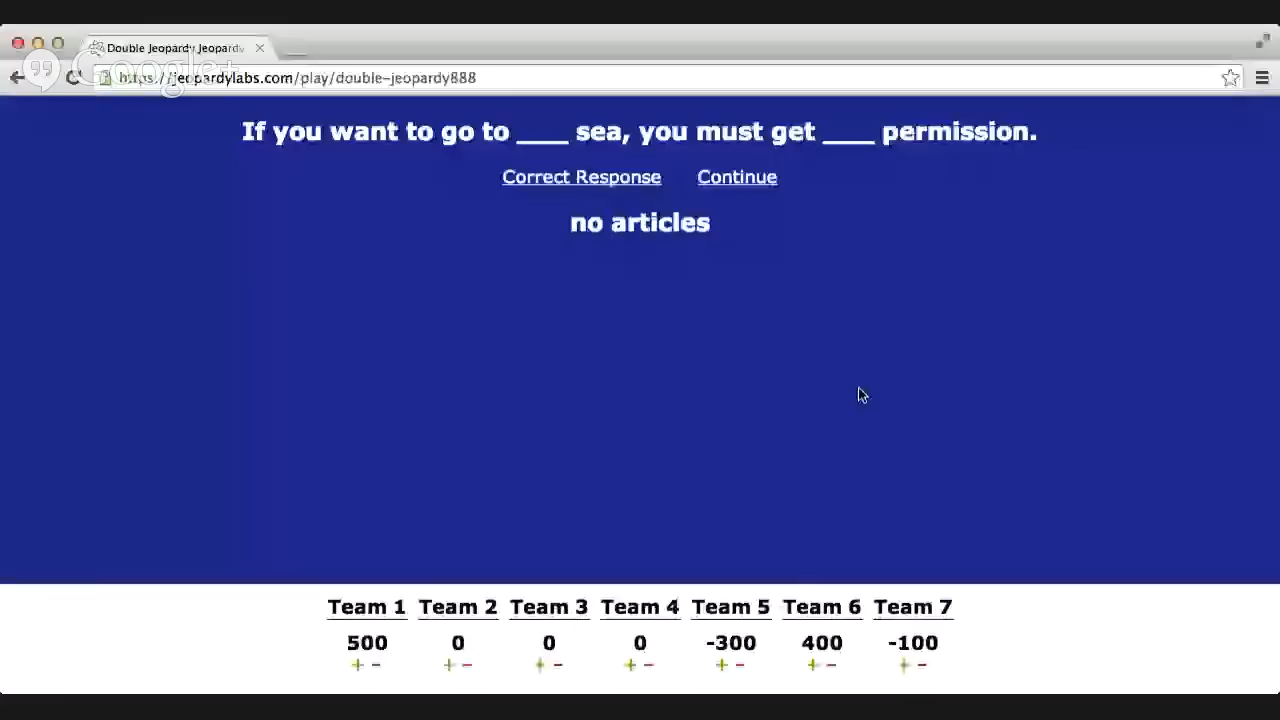 Double Jeopardy Jeopardy
Google+
https://jeopardylabs.com/play/double-jeopardy888
If you want to go to ____ sea, you must get ____ permission.
Correct Response Continue
no articles
Team 1 Team 2 Team 3 Team 4 Team 5 Team 6 Team 7
500 0 0 0 -300 400 -100
+ - + - + - + - + - + - + -